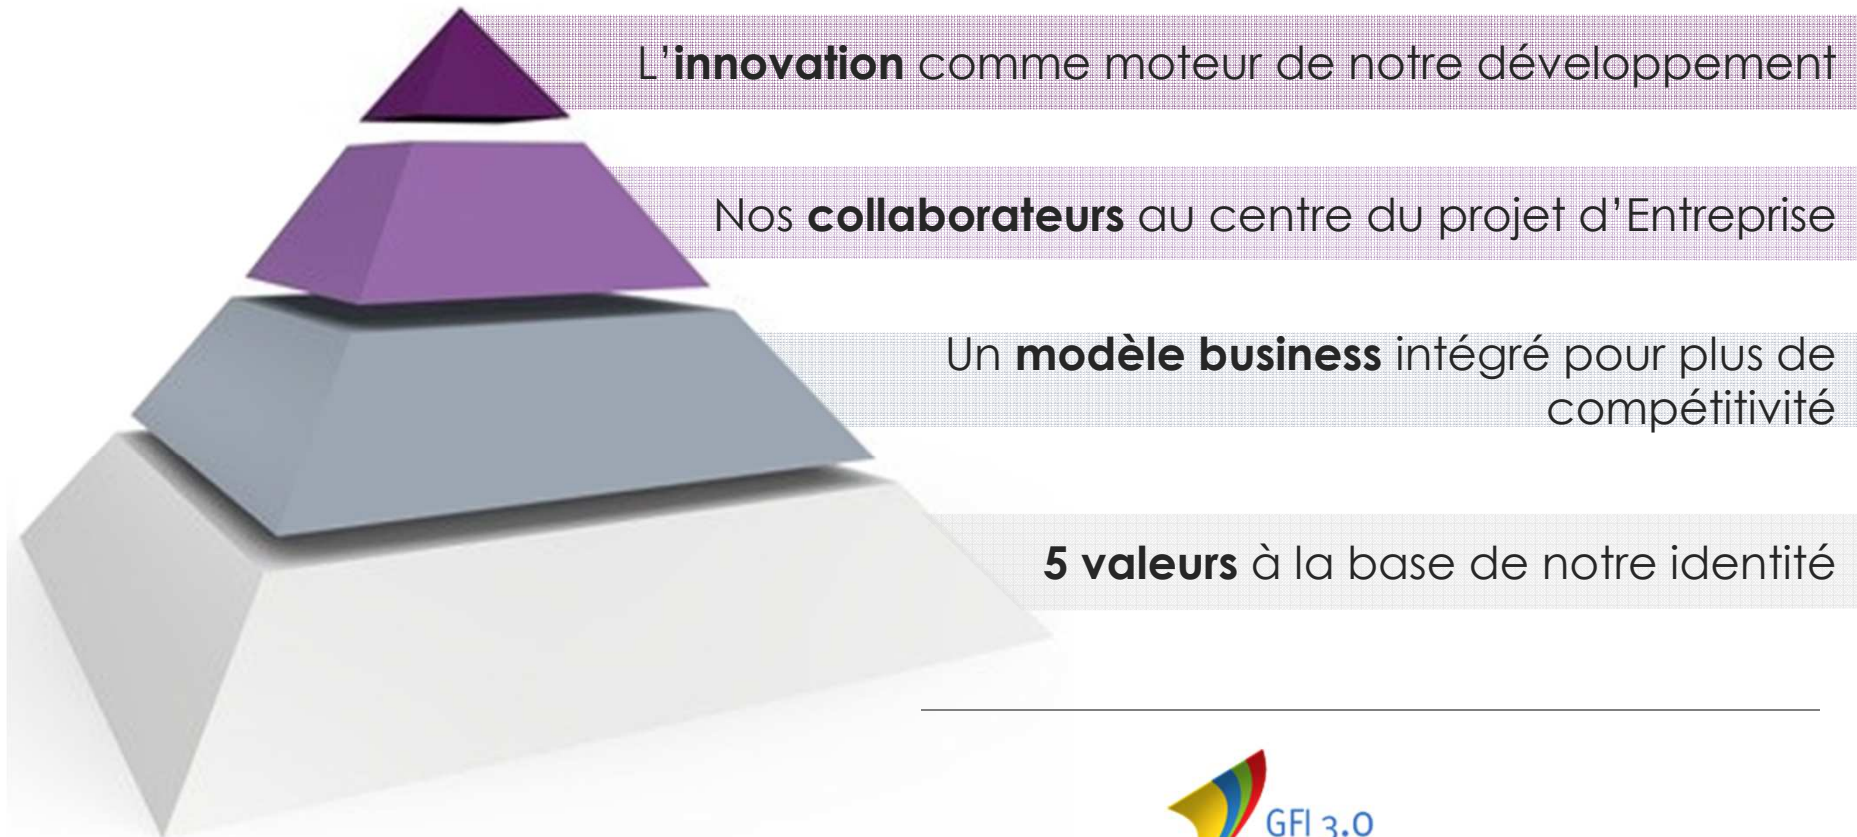 L'innovation comme moteur de notre développement
Nos collaborateurs au centre du projet d'Entreprise
Un modèle business intégré pour plus de
compétitivité
5 valeurs à la base de notre identité
GFI 3.0